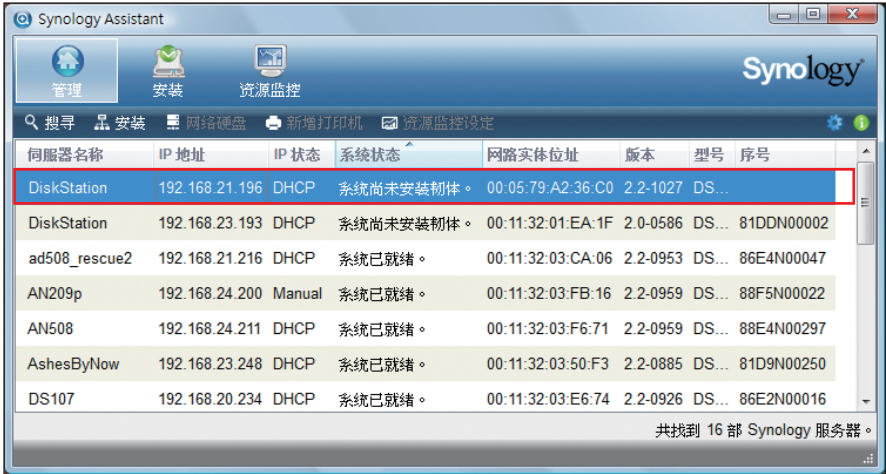 Synology Assistant
管理 安装 资源监控 Synology
搜寻 安装 网络硬盘 新增打印机 资源监控设定
伺服器名称 IP 地址 IP 状态 系统状态 网路实体位址 版本 型号 序号
DiskStation 192.168.21.196 DHCP 系统尚未安装韧体。 00:05:79:A2:36:C0 2.2-1027 DS...
DiskStation 192.168.23.193 DHCP 系统尚未安装韧体。 00:11:32:01:EA:1F 2.0-0586 DS... 81DDN00002
ad508_rescue2 192.168.21.216 DHCP 系统已就绪。 00:11:32:03:CA:06 2.2-0953 DS... 86E4N00047
AN209p 192.168.24.200 Manual 系统已就绪。 00:11:32:03:FB:16 2.2-0959 DS... 88F5N00022
AN508 192.168.24.211 DHCP 系统已就绪。 00:11:32:03:F6:71 2.2-0959 DS... 88E4N00297
AshesByNow 192.168.23.248 DHCP 系统已就绪。 00:11:32:03:50:F3 2.2-0885 DS... 81D9N00250
DS107 192.168.20.234 DHCP 系统已就绪。 00:11:32:03:E6:74 2.2-0926 DS... 86E2N00016
共找到 16 部 Synology 服务器。